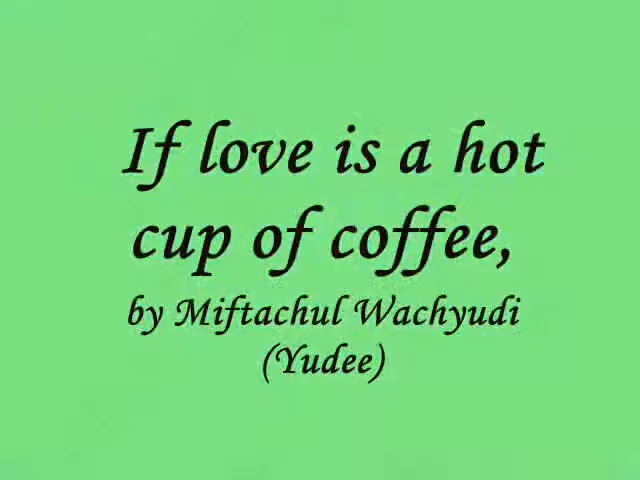 If love is a hot
cup of coffee,
by Miftachul Wachyudi
(Yudee)